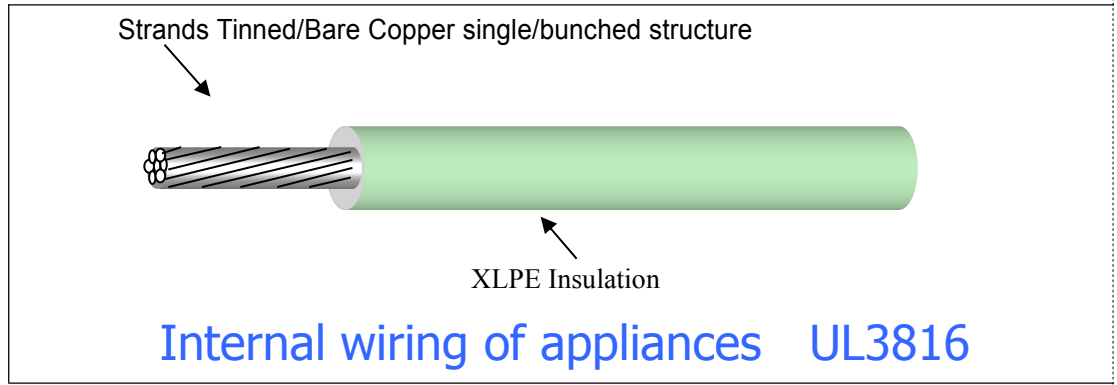 Strands Tinned/Bare Copper single/bunched structure
XLPE Insulation
Internal wiring of appliances UL3816